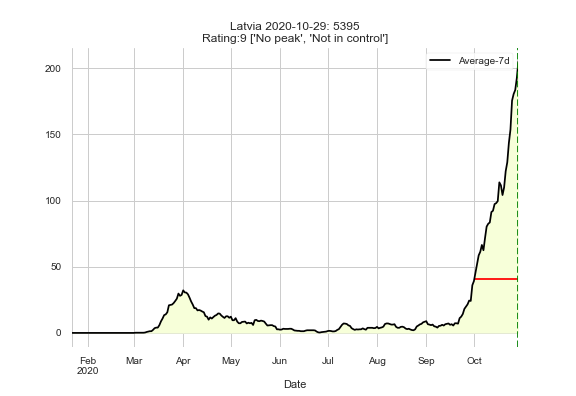 Latvia 2020-10-29: 5395
Rating:9 ['No peak', 'Not in control']
Average-7d
200
150
100
50
0
Feb Mar Apr May Jun Jul Aug Sep Oct
2020
Date